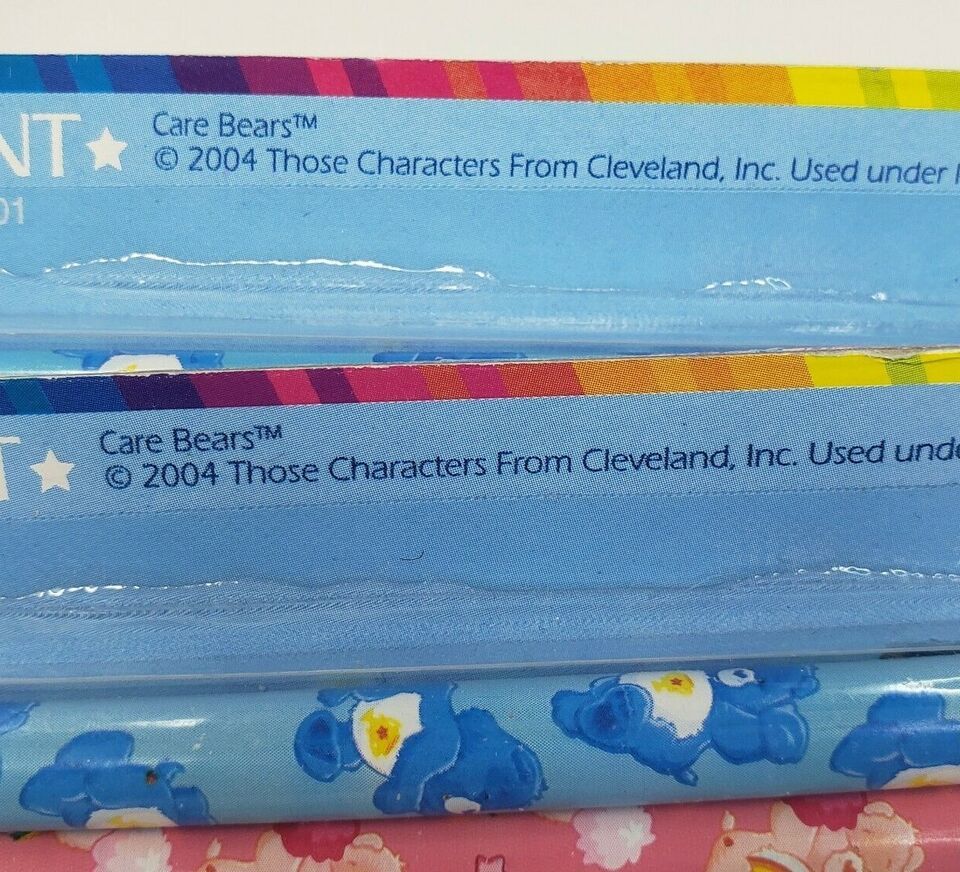 NT
Care Bears™
© 2004 Those Characters From Cleveland, Inc. Used under
01
T
Care Bears™
© 2004 Those Characters From Cleveland, Inc. Used unde